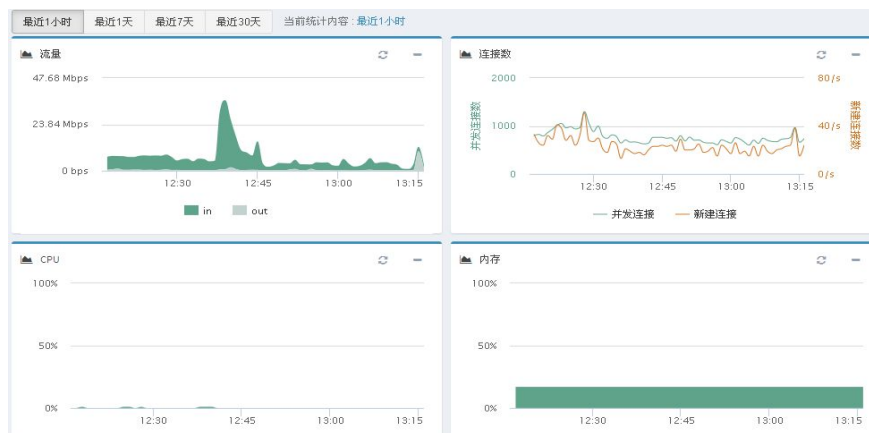 最近1小时 最近1天 最近7天 最近30天 当前统计内容 : 最近1小时
流量
47.68 Mbps
23.84 Mbps
0 bps
12:30 12:45 13:00 13:15
in out
连接数
2000 80/s
1000 40/s
0 0/s
并发连接数
新建连接数
12:30 12:45 13:00 13:15
并发连接 新建连接
CPU
100%
50%
0%
12:30 12:45 13:00 13:15
内存
100%
50%
0%
12:30 12:45 13:00 13:15